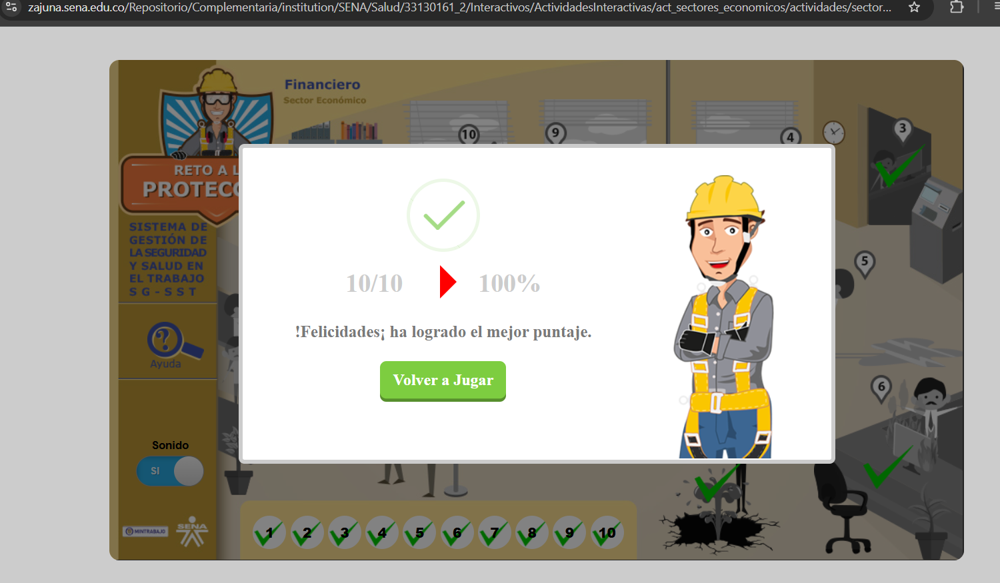 zajuna.sena.edu.co/Repositorio/Complementaria/institution/SENA/Salud/33130161_2/Interactivos/ActividadesInteractivas/act_sectores_economicos/actividades/sector...
Financiero
Sector Económico
10
9
4
3
RETO A L
PROTECC
SISTEMA DE
GESTIÓN DE
LA SEGURIDAD
Y SALUD EN
EL TRABAJO
SG-SST
10/10
100%
!Felicidades¡ ha logrado el mejor puntaje.
Volver a Jugar
5
6
?
Ayuda
Sonido
SI
MINTRABAJO
SENA
1 2 3 4 5 6 7 8 9 10